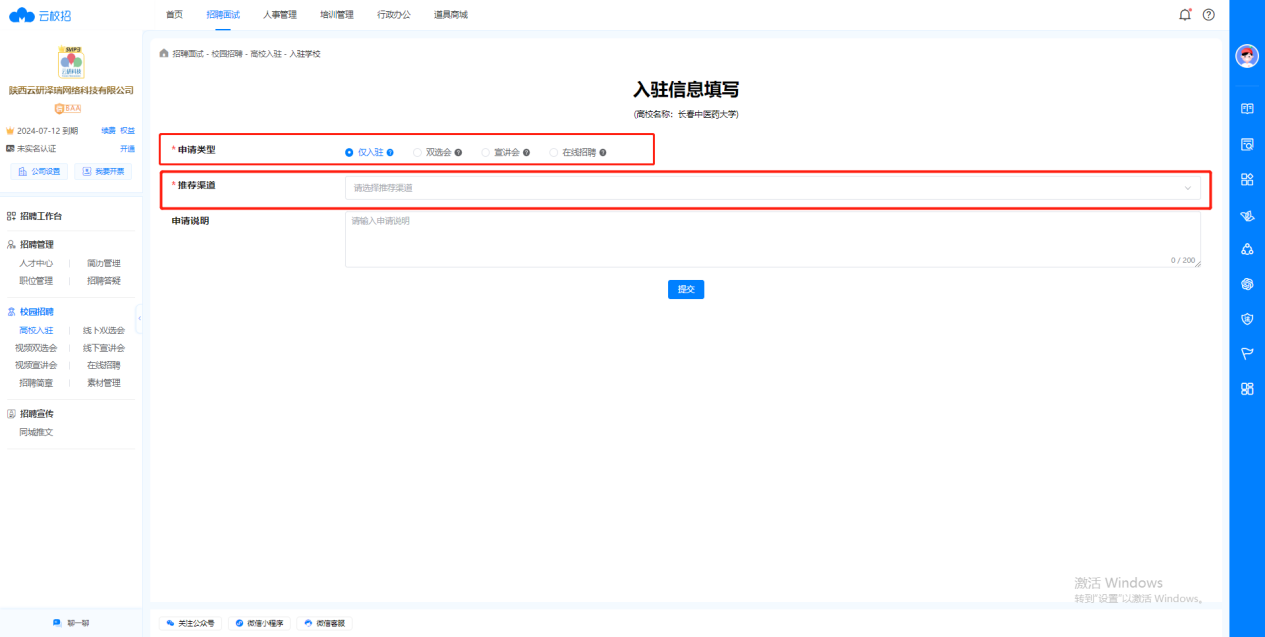 云校招
首页 招聘面试 人事管理 培训管理 行政办公 道具商城
陕西云研泽瑞网络科技有限公司
2024-07-12 到期 续费 权益
未实名认证 开通
公司设置 我要开票
招聘工作台
招聘管理
人才中心 简历管理
职位管理 招聘答疑
校园招聘
高校入驻 线下双选会
视频双选会 线下宣讲会
视频宣讲会 在线招聘
招聘简章 素材管理
招聘宣传
同城推文
聊一聊
招聘面试 - 校园招聘 - 高校入驻 - 入驻学校
入驻信息填写
(高校名称：长春中医药大学)
*申请类型 仅入驻 双选会 宣讲会 在线招聘
*推荐渠道 请选择推荐渠道
申请说明 请输入申请说明
0 / 200
提交
激活 Windows
转到"设置"以激活 Windows。
关注公众号 微信小程序 微信客服